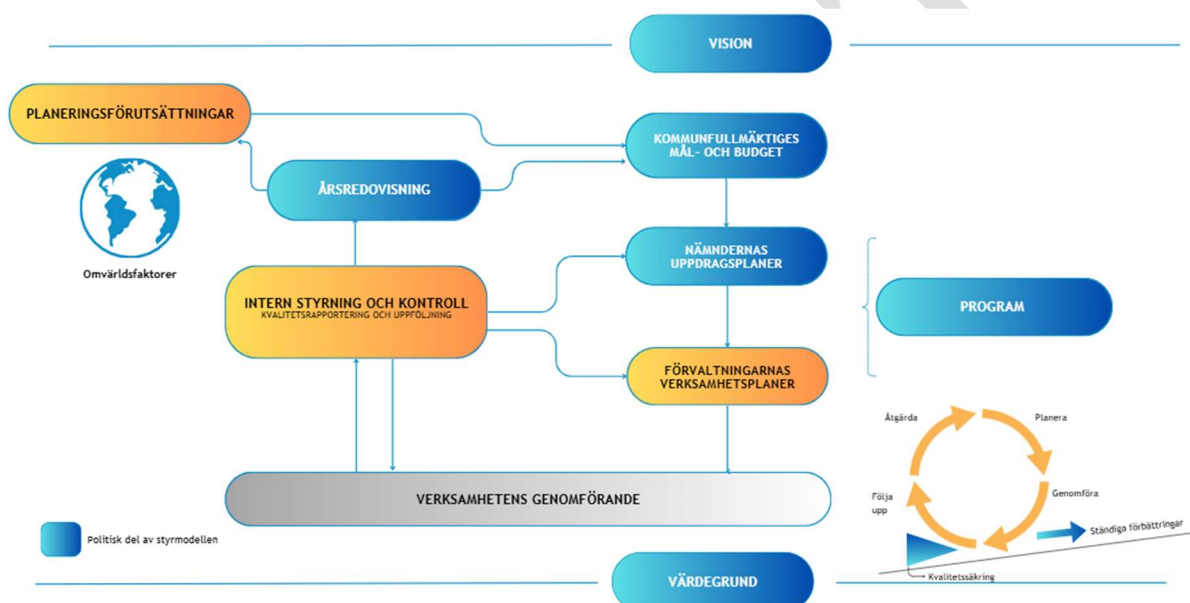 VISION
PLANERINGSFÖRUTSÄTTNINGAR
KOMMUNFULLMÄKTIGES
MÅL- OCH BUDGET
ÅRSREDOVISNING
Omvärldsfaktorer
NÄMNDERNAS
UPPDRAGSPLANER
INTERN STYRNING OCH KONTROLL
KVALITETSRAPPORTERING OCH UPPFÖLJNING
PROGRAM
FÖRVALTNINGARNAS
VERKSAMHETSPLANER
Åtgärda
Planera
Följa
upp
Genomföra
VERKSAMHETENS GENOMFÖRANDE
Ständiga förbättringar
Politisk del av styrmodellen
Kvalitetssäkring
VÄRDEGRUND